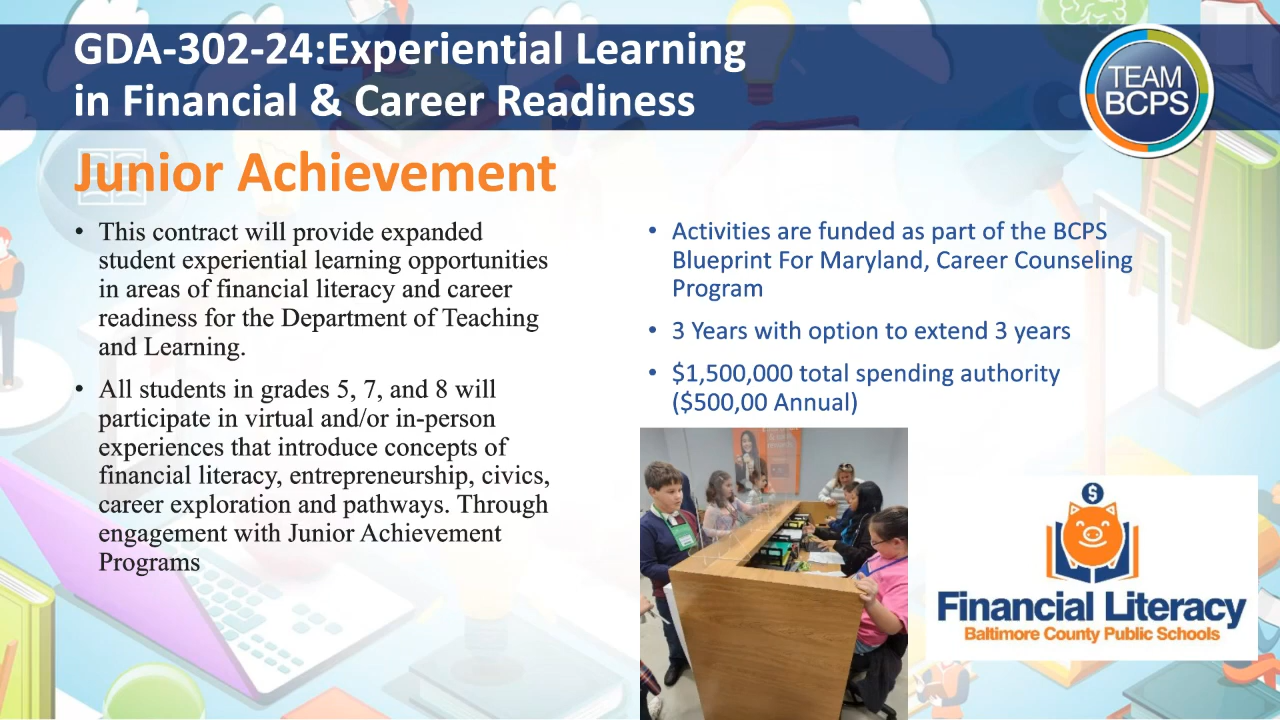 GDA-302-24:Experiential Learning
in Financial & Career Readiness
TEAM
BCPS
Junior Achievement
• This contract will provide expanded
student experiential learning opportunities
in areas of financial literacy and career
readiness for the Department of Teaching
and Learning.
• All students in grades 5, 7, and 8 will
participate in virtual and/or in-person
experiences that introduce concepts of
financial literacy, entrepreneurship, civics,
career exploration and pathways. Through
engagement with Junior Achievement
Programs
• Activities are funded as part of the BCPS
Blueprint For Maryland, Career Counseling
Program
• 3 Years with option to extend 3 years
• $1,500,000 total spending authority
($500,00 Annual)
$
Financial Literacy
Baltimore County Public Schools